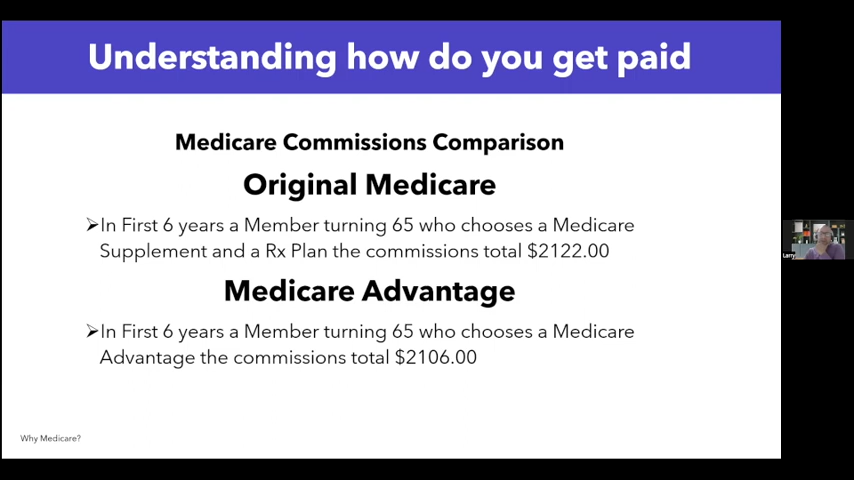 Understanding how do you get paid
Medicare Commissions Comparison
Original Medicare
➢In First 6 years a Member turning 65 who chooses a Medicare
Supplement and a Rx Plan the commissions total $2122.00
Medicare Advantage
➢In First 6 years a Member turning 65 who chooses a Medicare
Advantage the commissions total $2106.00
Why Medicare?
Larry